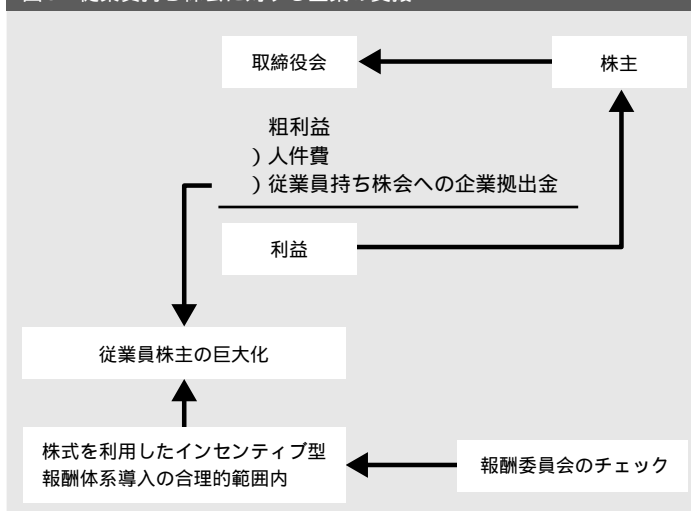 取締役会
株主
粗利益
)人件費
)従業員持ち株会への企業拠出金
利益
従業員株主の巨大化
株式を利用したインセンティブ型
報酬体系導入の合理的範囲内
報酬委員会のチェック